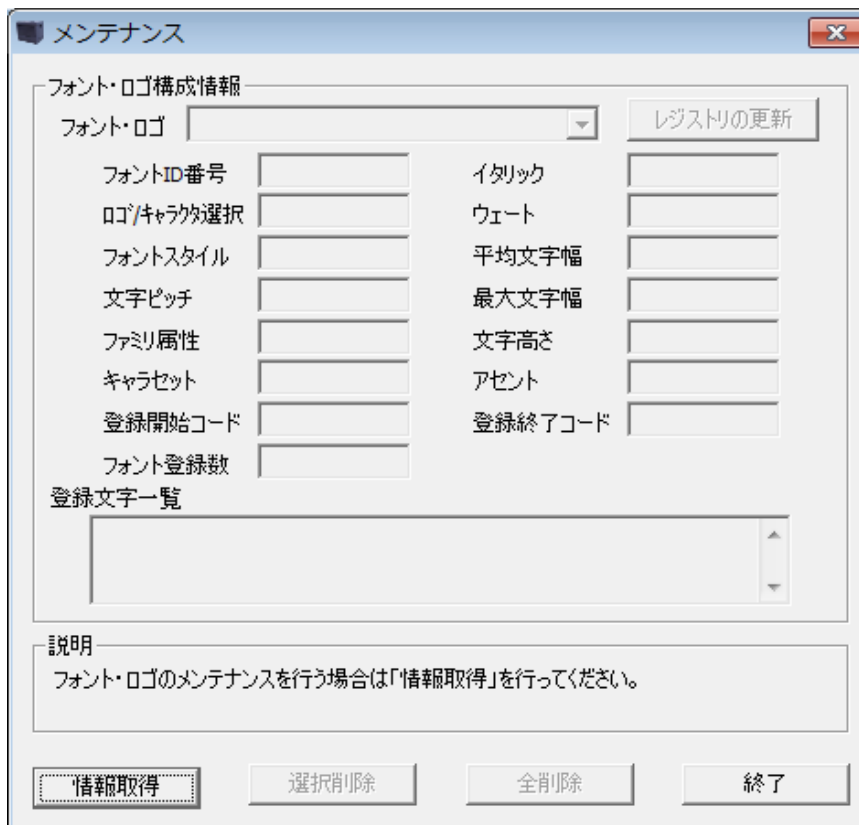 メンテナンス
フォント・ロゴ構成情報
フォント・ロゴ
レジストリの更新
フォントID番号
イタリック
ロゴ/キャラクタ選択
ウェート
フォントスタイル
平均文字幅
文字ピッチ
最大文字幅
ファミリ属性
文字高さ
キャラセット
アセント
登録開始コード
登録終了コード
フォント登録数
登録文字一覧
説明
フォント・ロゴのメンテナンスを行う場合は「情報取得」を行ってください。
情報取得
選択削除
全削除
終了